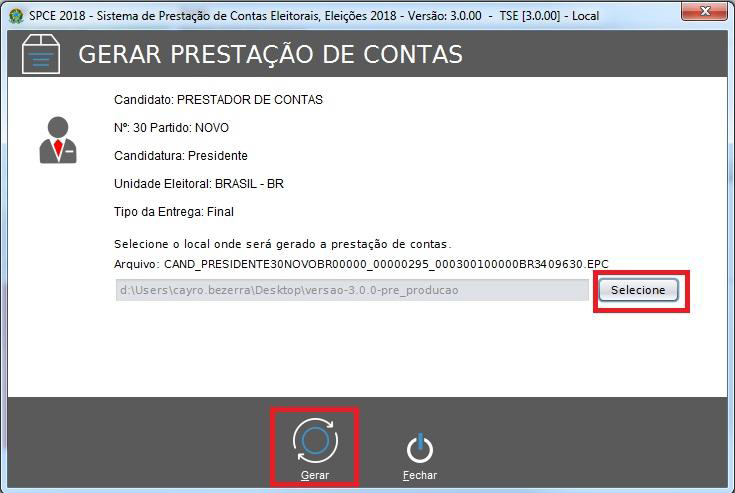 SPCE 2018 - Sistema de Prestação de Contas Eleitorais, Eleições 2018 - Versão: 3.0.00 - TSE [3.0.00] - Local
GERAR PRESTAÇÃO DE CONTAS
Candidato: PRESTADOR DE CONTAS
Nº: 30 Partido: NOVO
Candidatura: Presidente
Unidade Eleitoral: BRASIL - BR
Tipo da Entrega: Final
Selecione o local onde será gerado a prestação de contas.
Arquivo: CAND_PRESIDENTE30NOVOBR00000_00000295_000300100000BR3409630.EPC
d:\Users\cayro.bezerra\Desktop\versao-3.0.0-pre_producao
Selecione
Gerar
Fechar